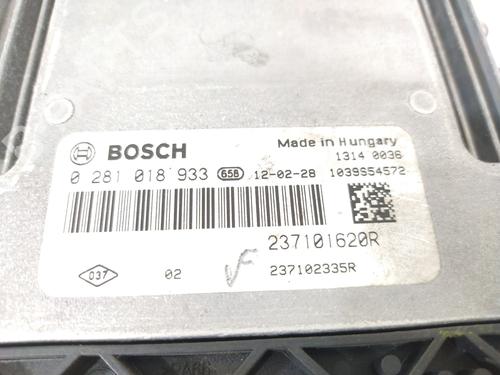 BOSCH
Made in Hungary
1314 0036
0 281 018 933 658 12-02-28 1039S54572
237101620R
037 02 237102335R